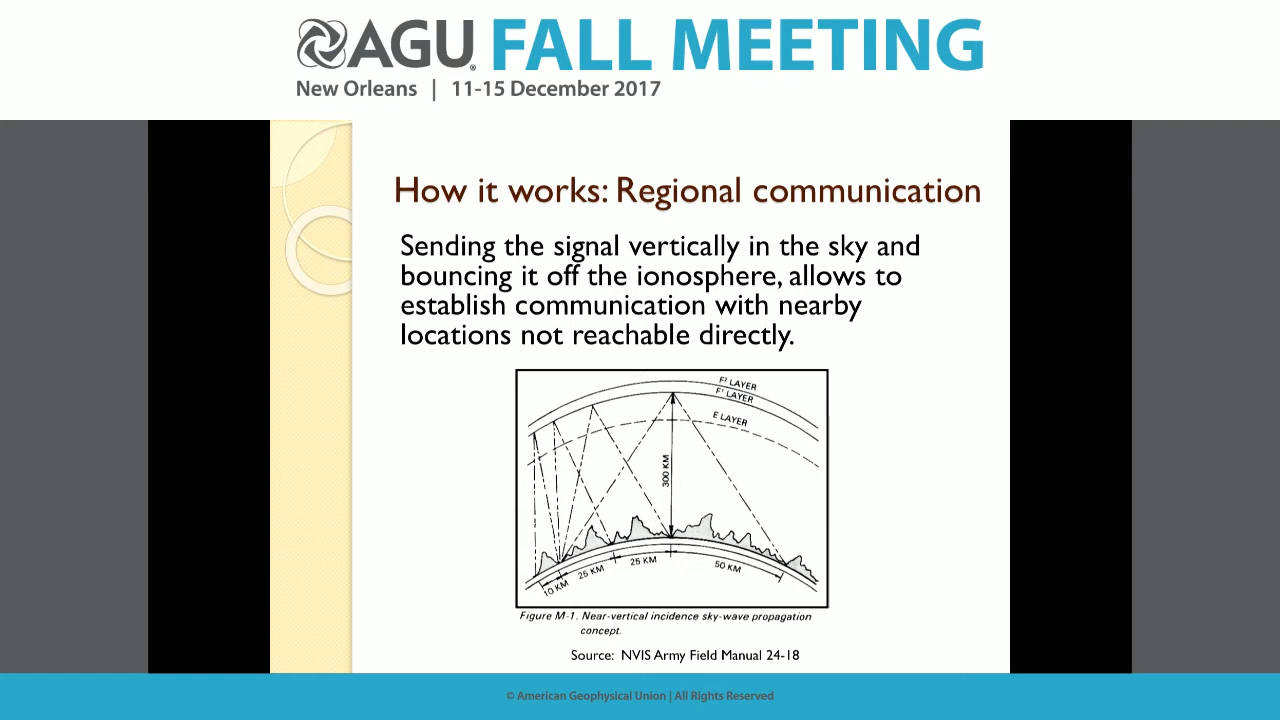 AGU FALL MEETING
New Orleans | 11-15 December 2017
How it works: Regional communication
Sending the signal vertically in the sky and
bouncing it off the ionosphere, allows to
establish communication with nearby
locations not reachable directly.
F² LAYER
F¹ LAYER
E LAYER
300 KM
10 KM
25 KM
25 KM
50 KM
Figure M-1. Near-vertical incidence sky-wave propagation
concept.
Source: NVIS Army Field Manual 24-18
© American Geophysical Union | All Rights Reserved